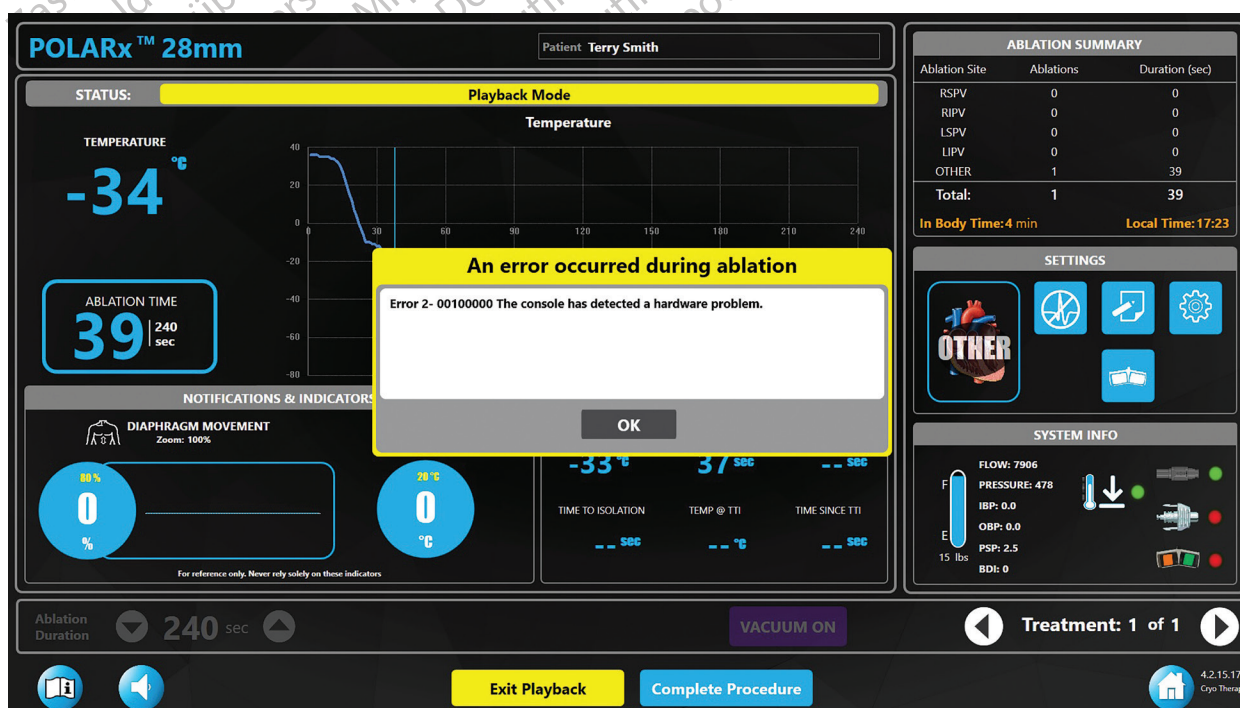 POLARx™ 28mm
Patient Terry Smith
STATUS: Playback Mode
Temperature
TEMPERATURE
-34 °C
40
20
0
-20
-40
-60
-80
0 30 60 90 120 150 180 210 240
ABLATION TIME
39 240 sec
An error occurred during ablation
Error 2- 00100000 The console has detected a hardware problem.
OK
NOTIFICATIONS & INDICATORS
DIAPHRAGM MOVEMENT
Zoom: 100%
80 %
0
%
20 °C
0
°C
For reference only. Never rely solely on these indicators
-33 °C 37 sec -- sec
TIME TO ISOLATION TEMP @ TTI TIME SINCE TTI
-- sec -- °C -- sec
ABLATION SUMMARY
Ablation Site Ablations Duration (sec)
RSPV 0 0
RIPV 0 0
LSPV 0 0
LIPV 0 0
OTHER 1 39
Total: 1 39
In Body Time:4 min Local Time:17:23
SETTINGS
OTHER
SYSTEM INFO
F
E
15 lbs
FLOW: 7906
PRESSURE: 478
IBP: 0.0
OBP: 0.0
PSP: 2.5
BDI: 0
Ablation
Duration
240 sec
VACUUM ON
Treatment: 1 of 1
Exit Playback
Complete Procedure
4.2.15.17
Cryo Therap